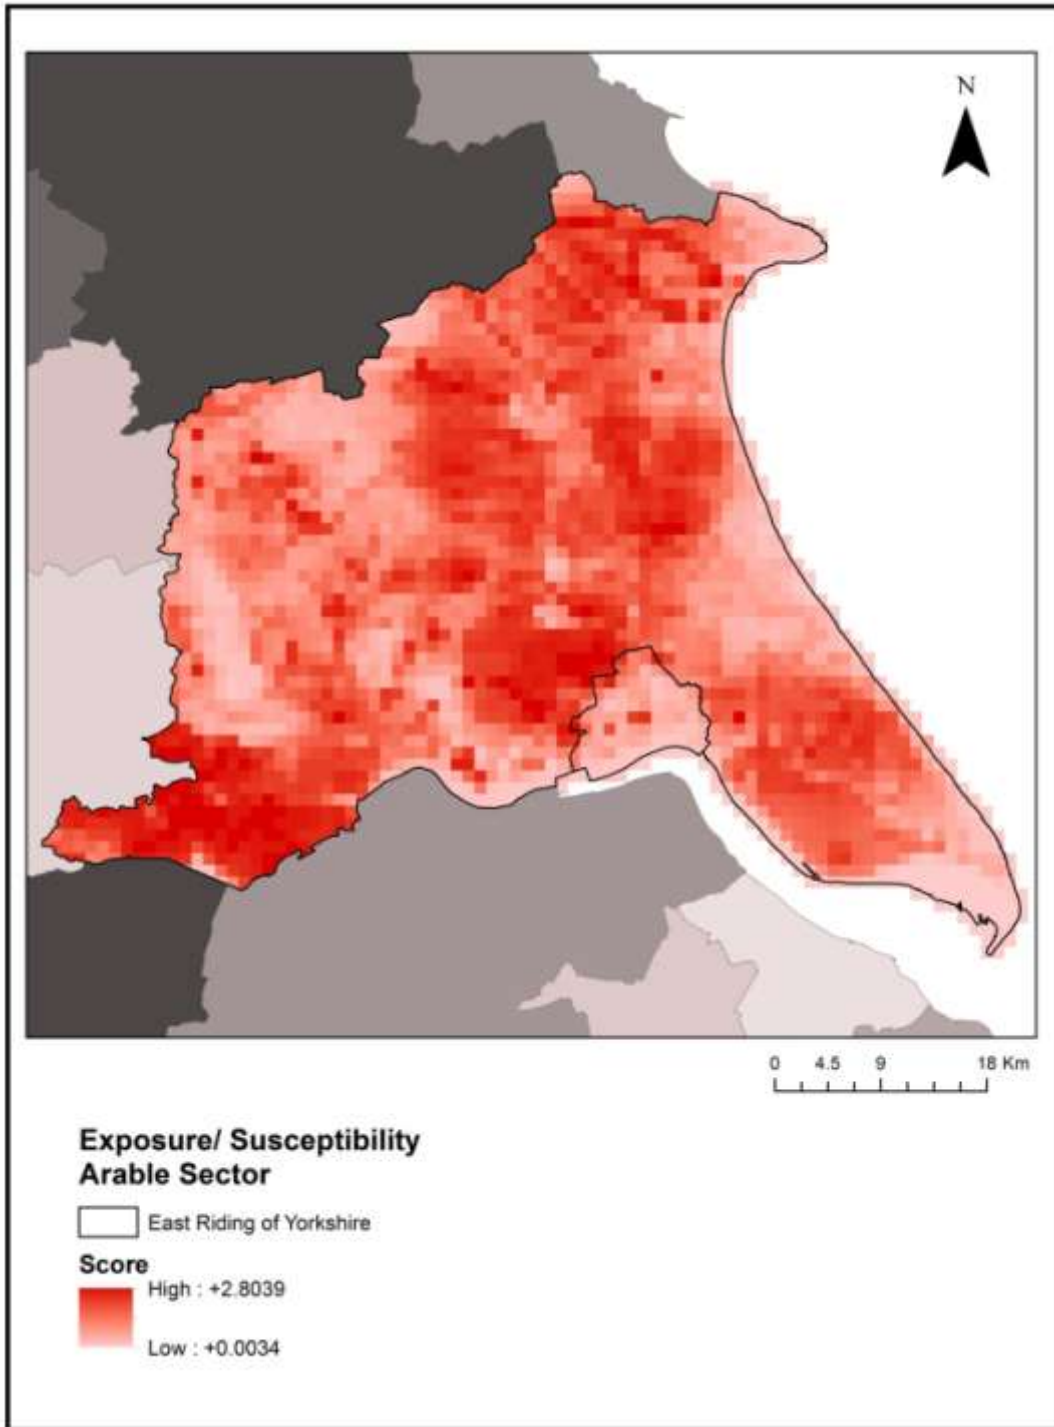 N
0 4.5 9 18 Km
Exposure/ Susceptibility
Arable Sector
East Riding of Yorkshire
Score
High : +2.8039
Low : +0.0034